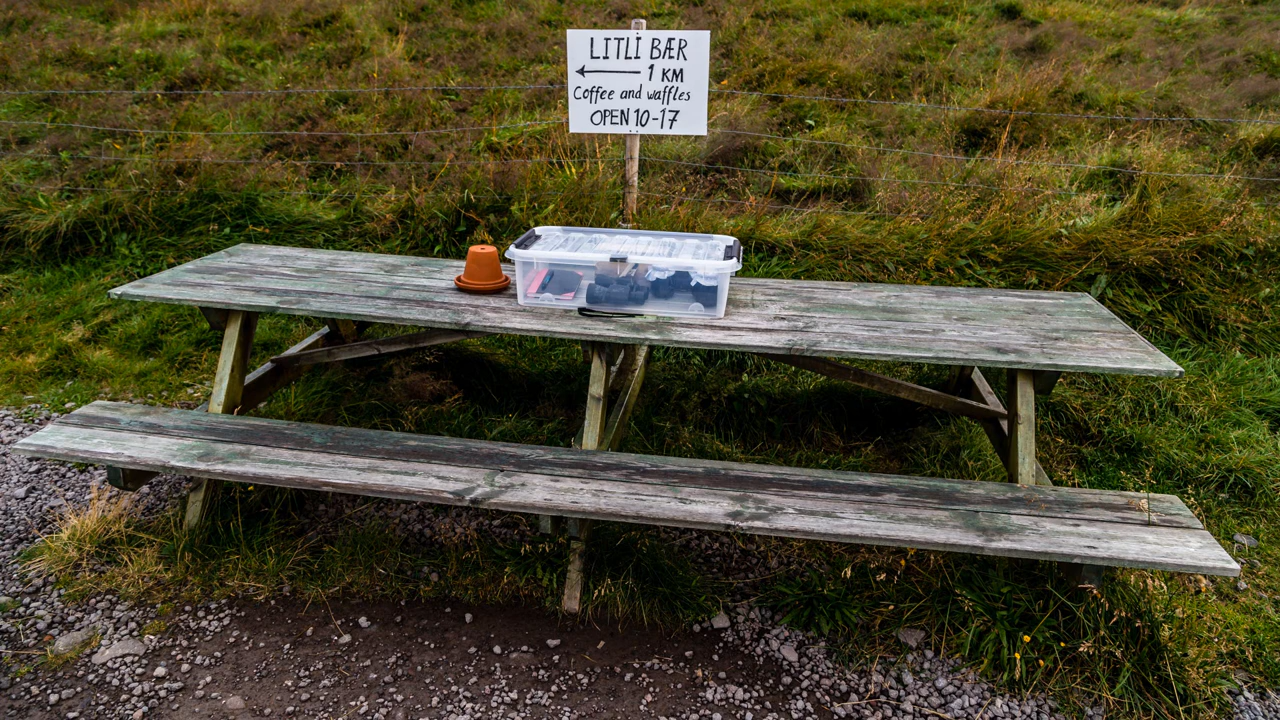 LITLI BÆR
← 1 KM
Coffee and waffles
OPEN 10-17